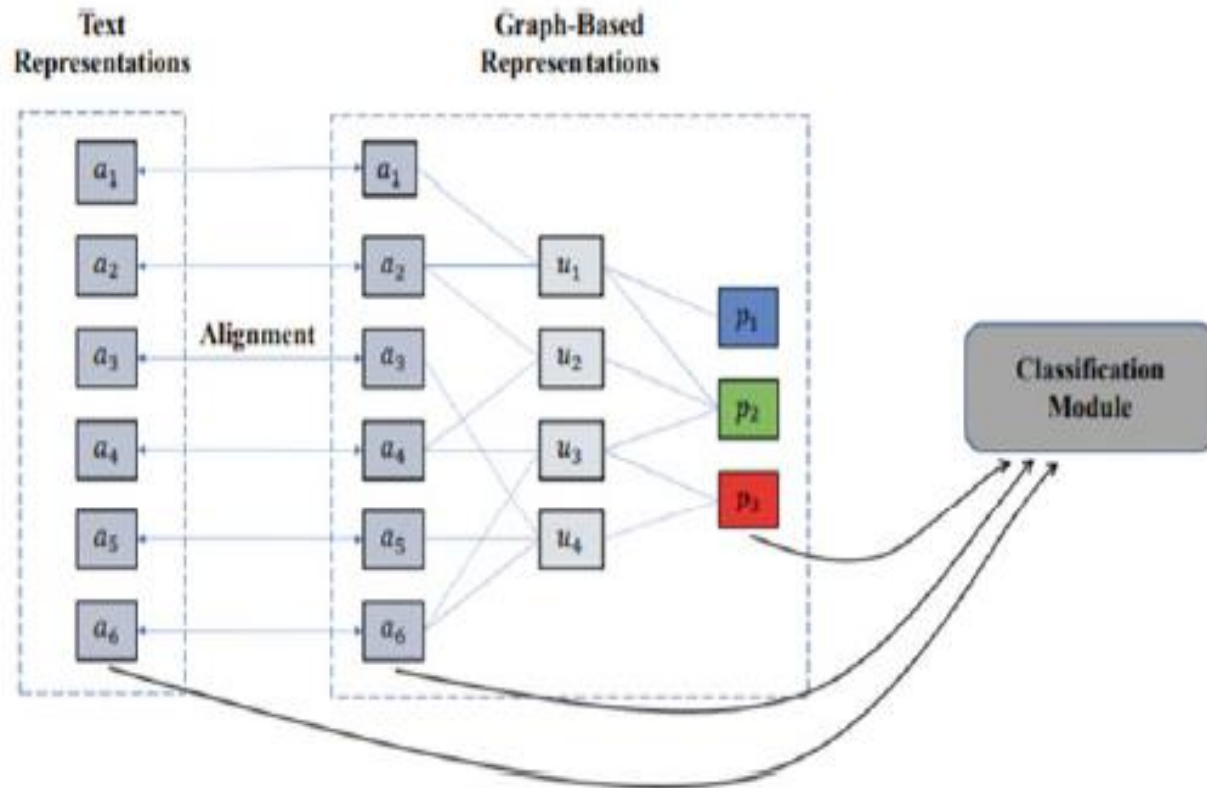 Text
Representations
Graph-Based
Representations
a₁ a₁
a₂ a₂ u₁
p₁
Alignment
a₃ a₃ u₂
p₂
Classification
Module
a₄ a₄ u₃
p₃
a₅ a₅ u₄
a₆ a₆